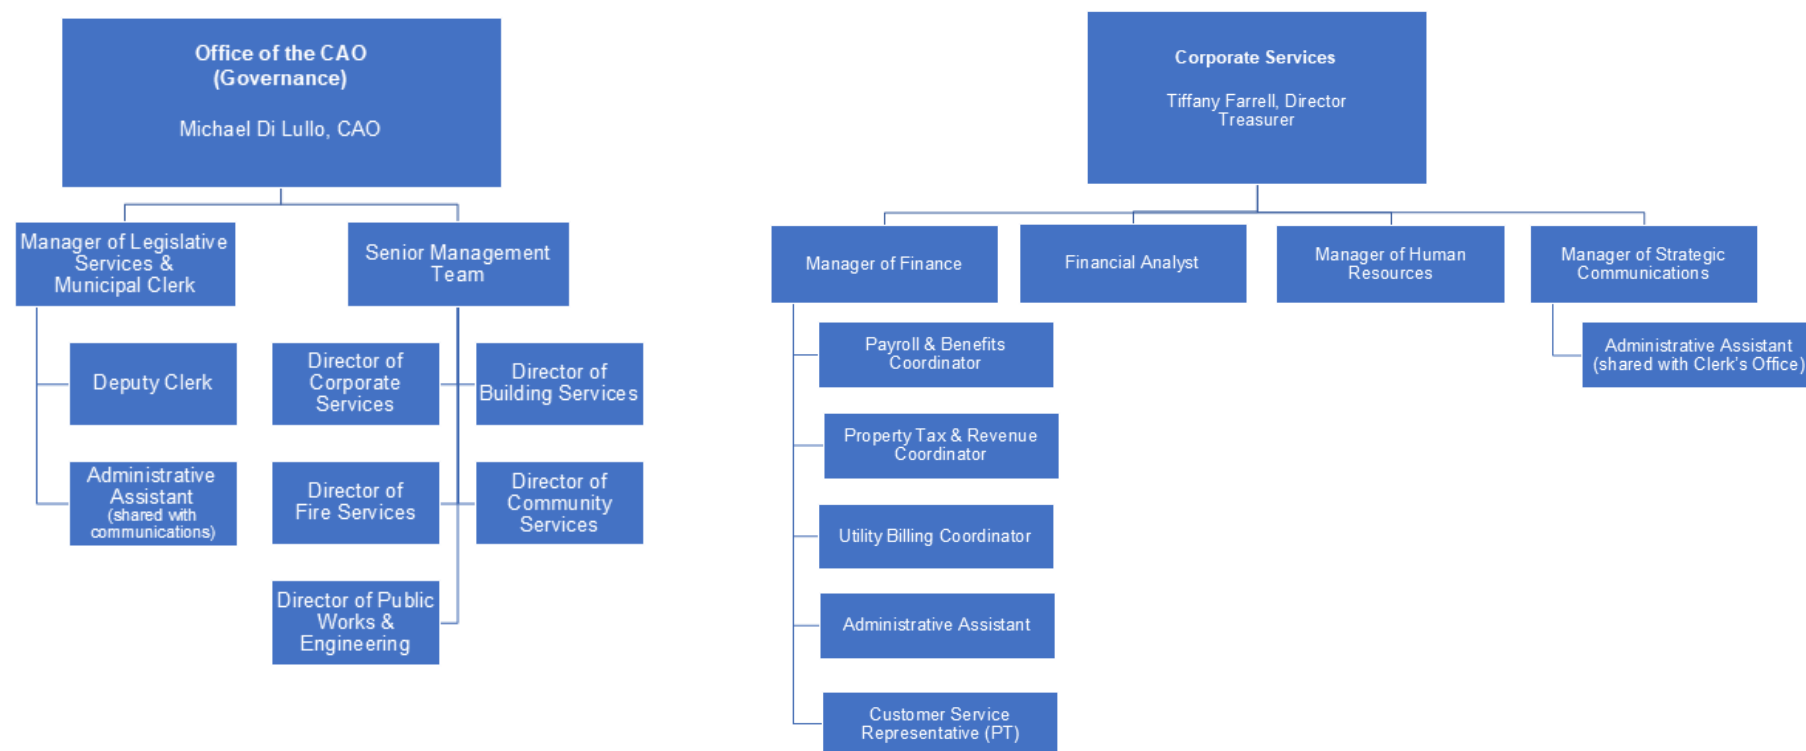 Office of the CAO
(Governance)
Michael Di Lullo, CAO
Manager of Legislative
Services &
Municipal Clerk
Senior Management
Team
Deputy Clerk
Administrative
Assistant
(shared with
communications)
Director of
Corporate
Services
Director of
Building Services
Director of
Fire Services
Director of
Community
Services
Director of Public
Works &
Engineering
Corporate Services
Tiffany Farrell, Director
Treasurer
Manager of Finance
Financial Analyst
Manager of Human
Resources
Manager of Strategic
Communications
Payroll & Benefits
Coordinator
Property Tax & Revenue
Coordinator
Utility Billing Coordinator
Administrative Assistant
Customer Service
Representative (PT)
Administrative Assistant
(shared with Clerk's Office)